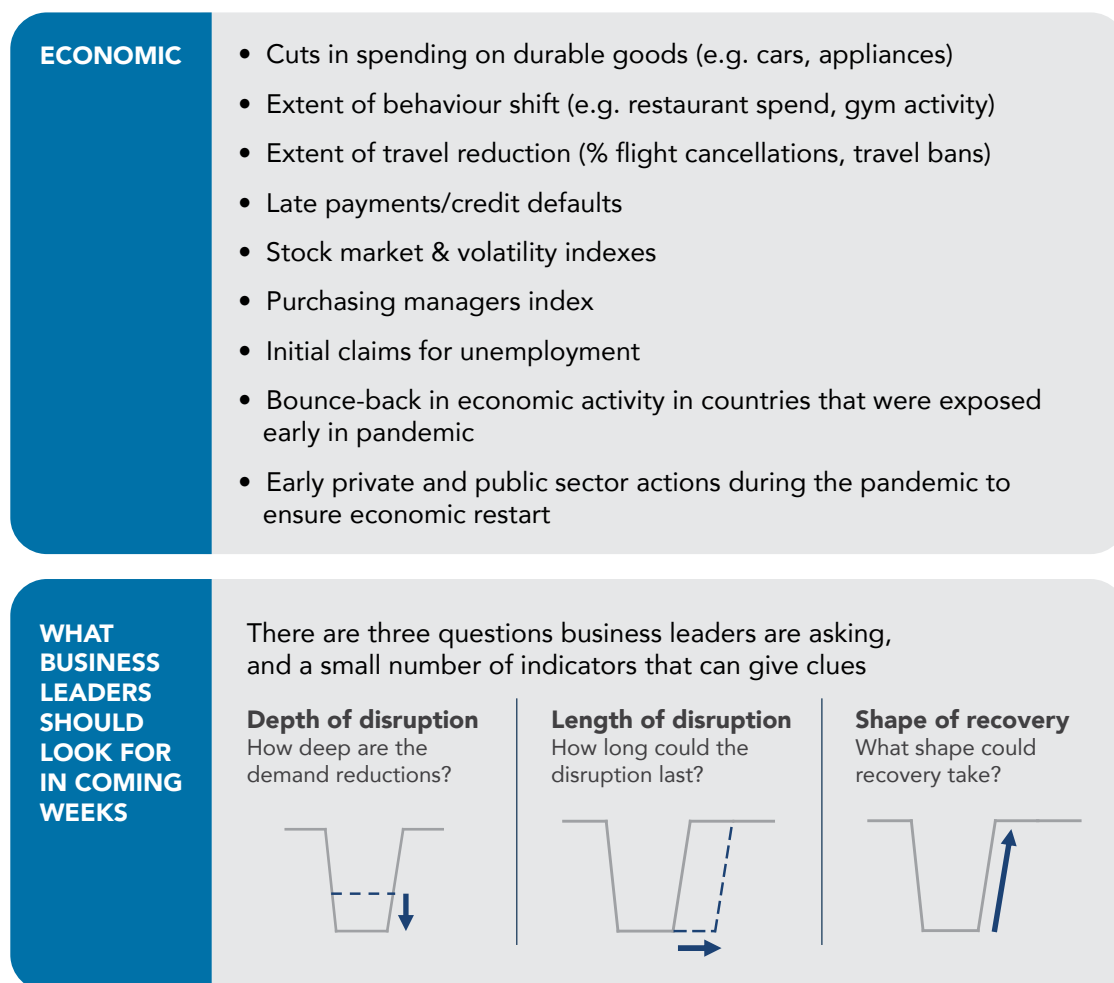 ECONOMIC
• Cuts in spending on durable goods (e.g. cars, appliances)
• Extent of behaviour shift (e.g. restaurant spend, gym activity)
• Extent of travel reduction (% flight cancellations, travel bans)
• Late payments/credit defaults
• Stock market & volatility indexes
• Purchasing managers index
• Initial claims for unemployment
• Bounce-back in economic activity in countries that were exposed
early in pandemic
• Early private and public sector actions during the pandemic to
ensure economic restart
WHAT
BUSINESS
LEADERS
SHOULD
LOOK FOR
IN COMING
WEEKS
There are three questions business leaders are asking,
and a small number of indicators that can give clues
Depth of disruption
How deep are the
demand reductions?
Length of disruption
How long could the
disruption last?
Shape of recovery
What shape could
recovery take?